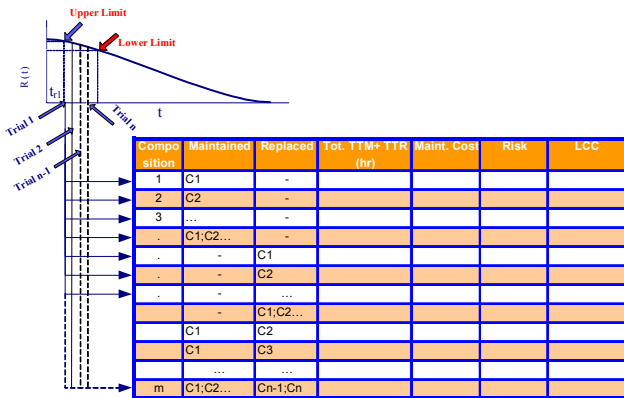 Upper Limit
Lower Limit
R (t)
tr1
t
Trial 1
Trial 2
Trial n-1
Trial n
Compo sition Maintained Replaced Tot. TTM+ TTR (hr) Maint. Cost Risk LCC
1 C1 -
2 C2 -
3 ... -
. C1;C2... -
. - C1
. - C2
. - ...
- C1;C2...
C1 C2
C1 C3
... ...
m C1;C2... Cn-1;Cn